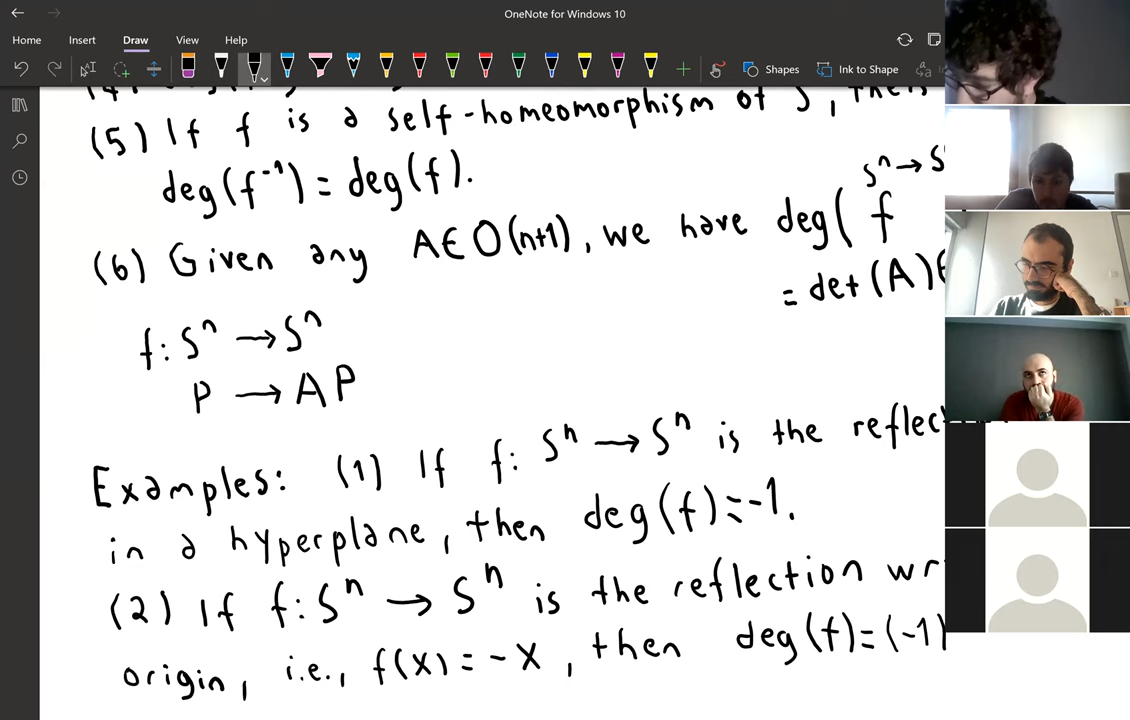 OneNote for Windows 10
Home Insert Draw View Help
Shapes Ink to Shape
(5) If f is a self-homeomorphism of S, then
deg(f⁻¹) = deg(f).
Sⁿ → S
(6) Given any A∈O(n+1), we have deg( f
= det(A)
f: Sⁿ → Sⁿ
P → AP
Examples: (1) If f: Sⁿ → Sⁿ is the reflec
in a hyperplane, then deg(f)=-1.
(2) If f: Sⁿ → Sⁿ is the reflection wr
origin, i.e., f(x) = -x, then deg(f)=(-1)